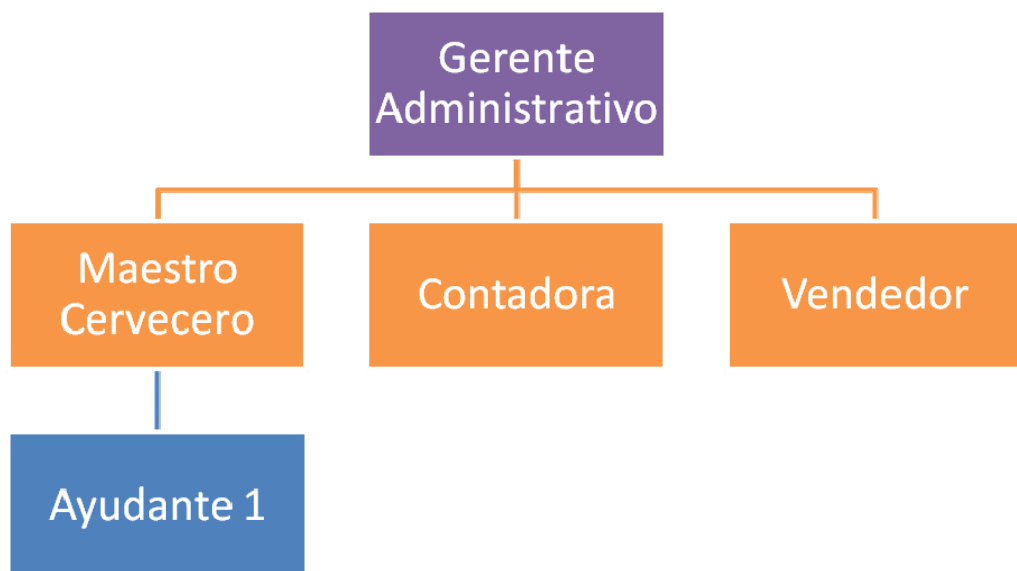 Gerente
Administrativo
Maestro
Cervecero
Contadora
Vendedor
Ayudante 1